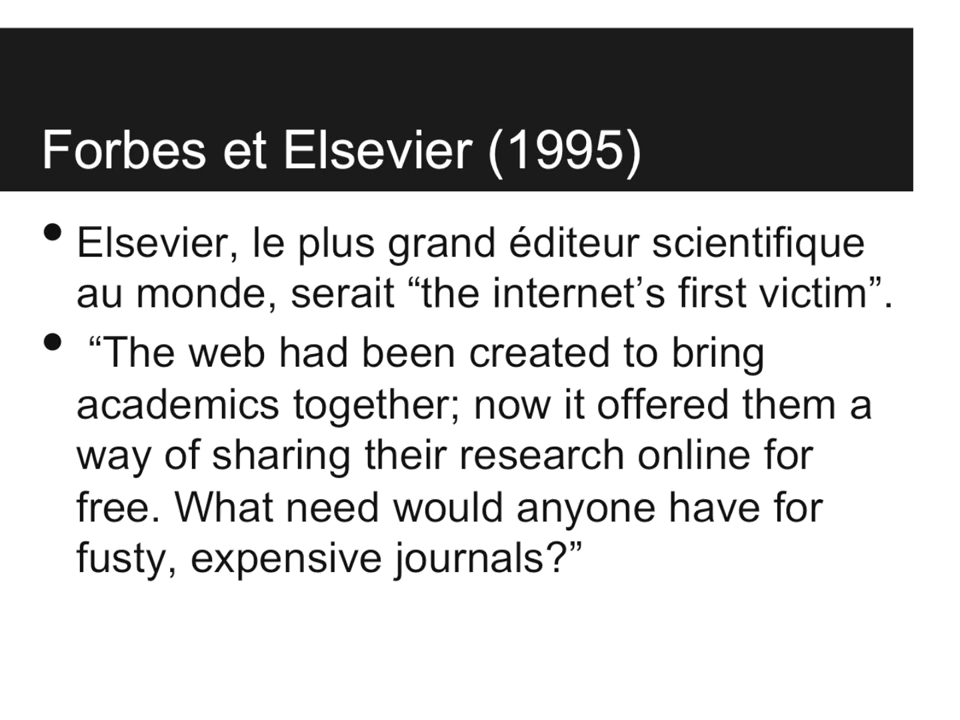 Forbes et Elsevier (1995)
• Elsevier, le plus grand éditeur scientifique
au monde, serait “the internet’s first victim”.
• “The web had been created to bring
academics together; now it offered them a
way of sharing their research online for
free. What need would anyone have for
fusty, expensive journals?”